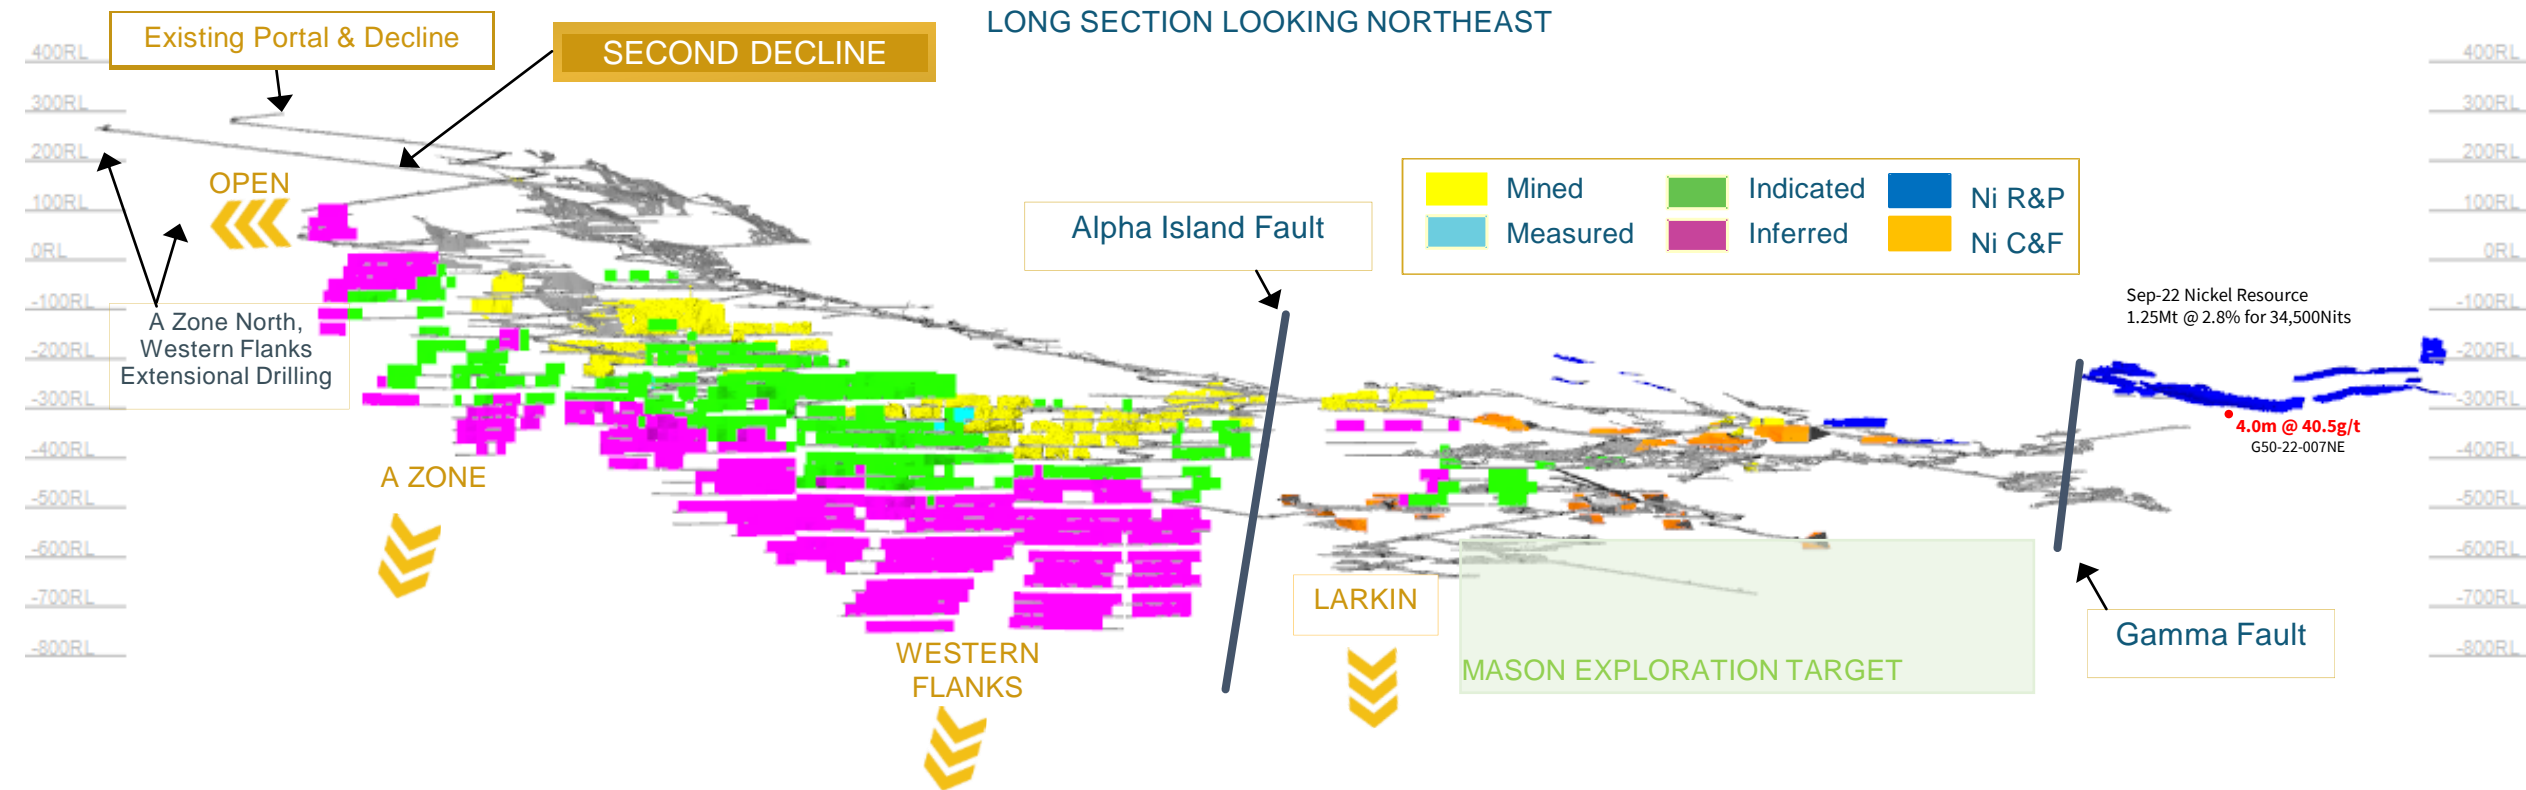 LONG SECTION LOOKING NORTHEAST
Existing Portal & Decline
SECOND DECLINE
400RL
300RL
200RL
100RL
0RL
-100RL
-200RL
-300RL
-400RL
-500RL
-600RL
-700RL
-800RL
OPEN
A Zone North,
Western Flanks
Extensional Drilling
A ZONE
WESTERN
FLANKS
Alpha Island Fault
Mined
Measured
Indicated
Inferred
Ni R&P
Ni C&F
LARKIN
MASON EXPLORATION TARGET
Sep-22 Nickel Resource
1.25Mt @ 2.8% for 34,500Nits
4.0m @ 40.5g/t
G50-22-007NE
Gamma Fault
400RL
300RL
200RL
100RL
0RL
-100RL
-200RL
-300RL
-400RL
-500RL
-600RL
-700RL
-800RL